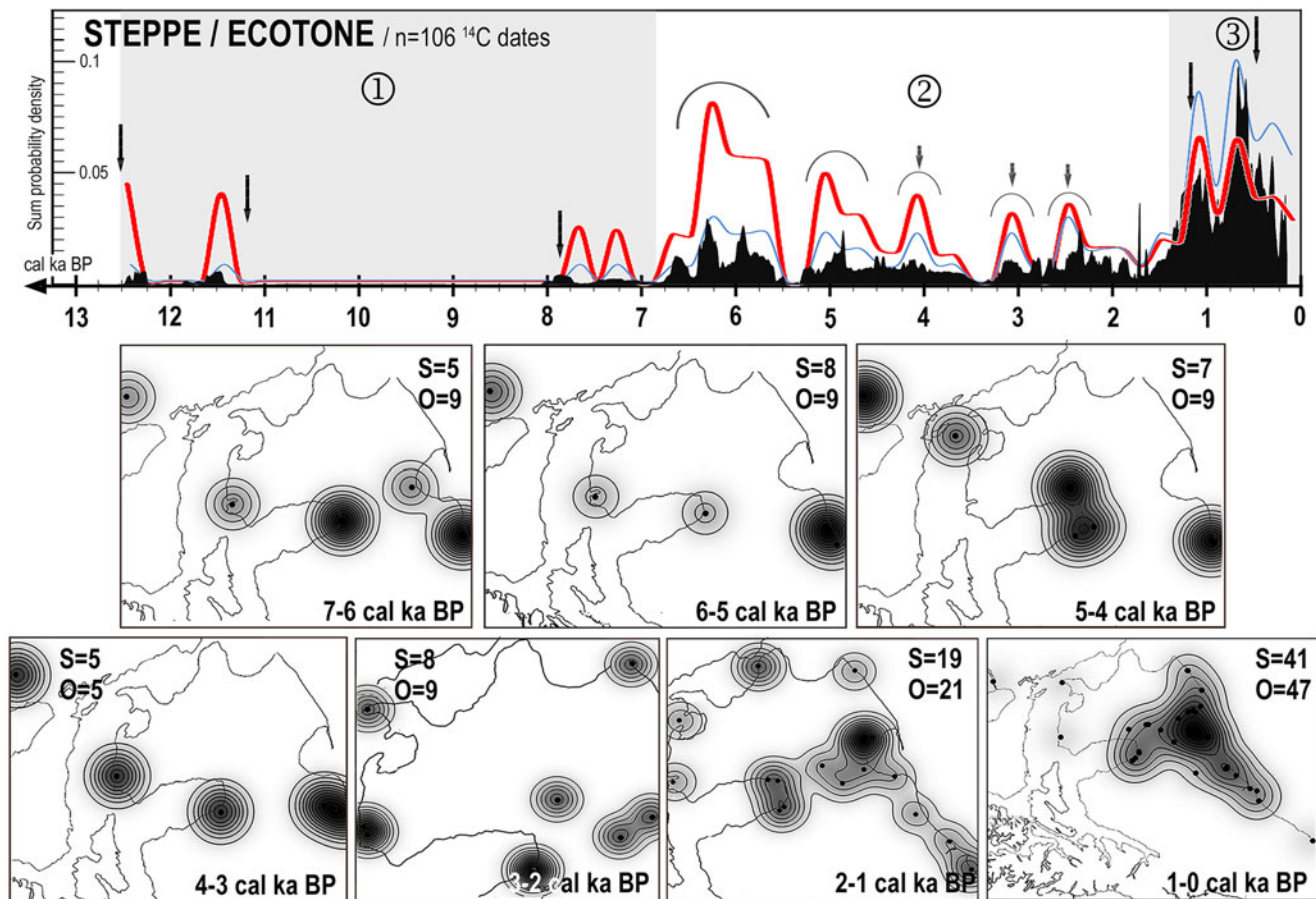 STEPPE / ECOTONE / n=106 ¹⁴C dates
① ② ③
Sum probability density
0.1
0.05
cal ka BP
13 12 11 10 9 8 7 6 5 4 3 2 1 0
S=5
O=9
7-6 cal ka BP
S=8
O=9
6-5 cal ka BP
S=7
O=9
5-4 cal ka BP
S=5
O=5
4-3 cal ka BP
S=8
O=9
3-2 cal ka BP
S=19
O=21
2-1 cal ka BP
S=41
O=47
1-0 cal ka BP